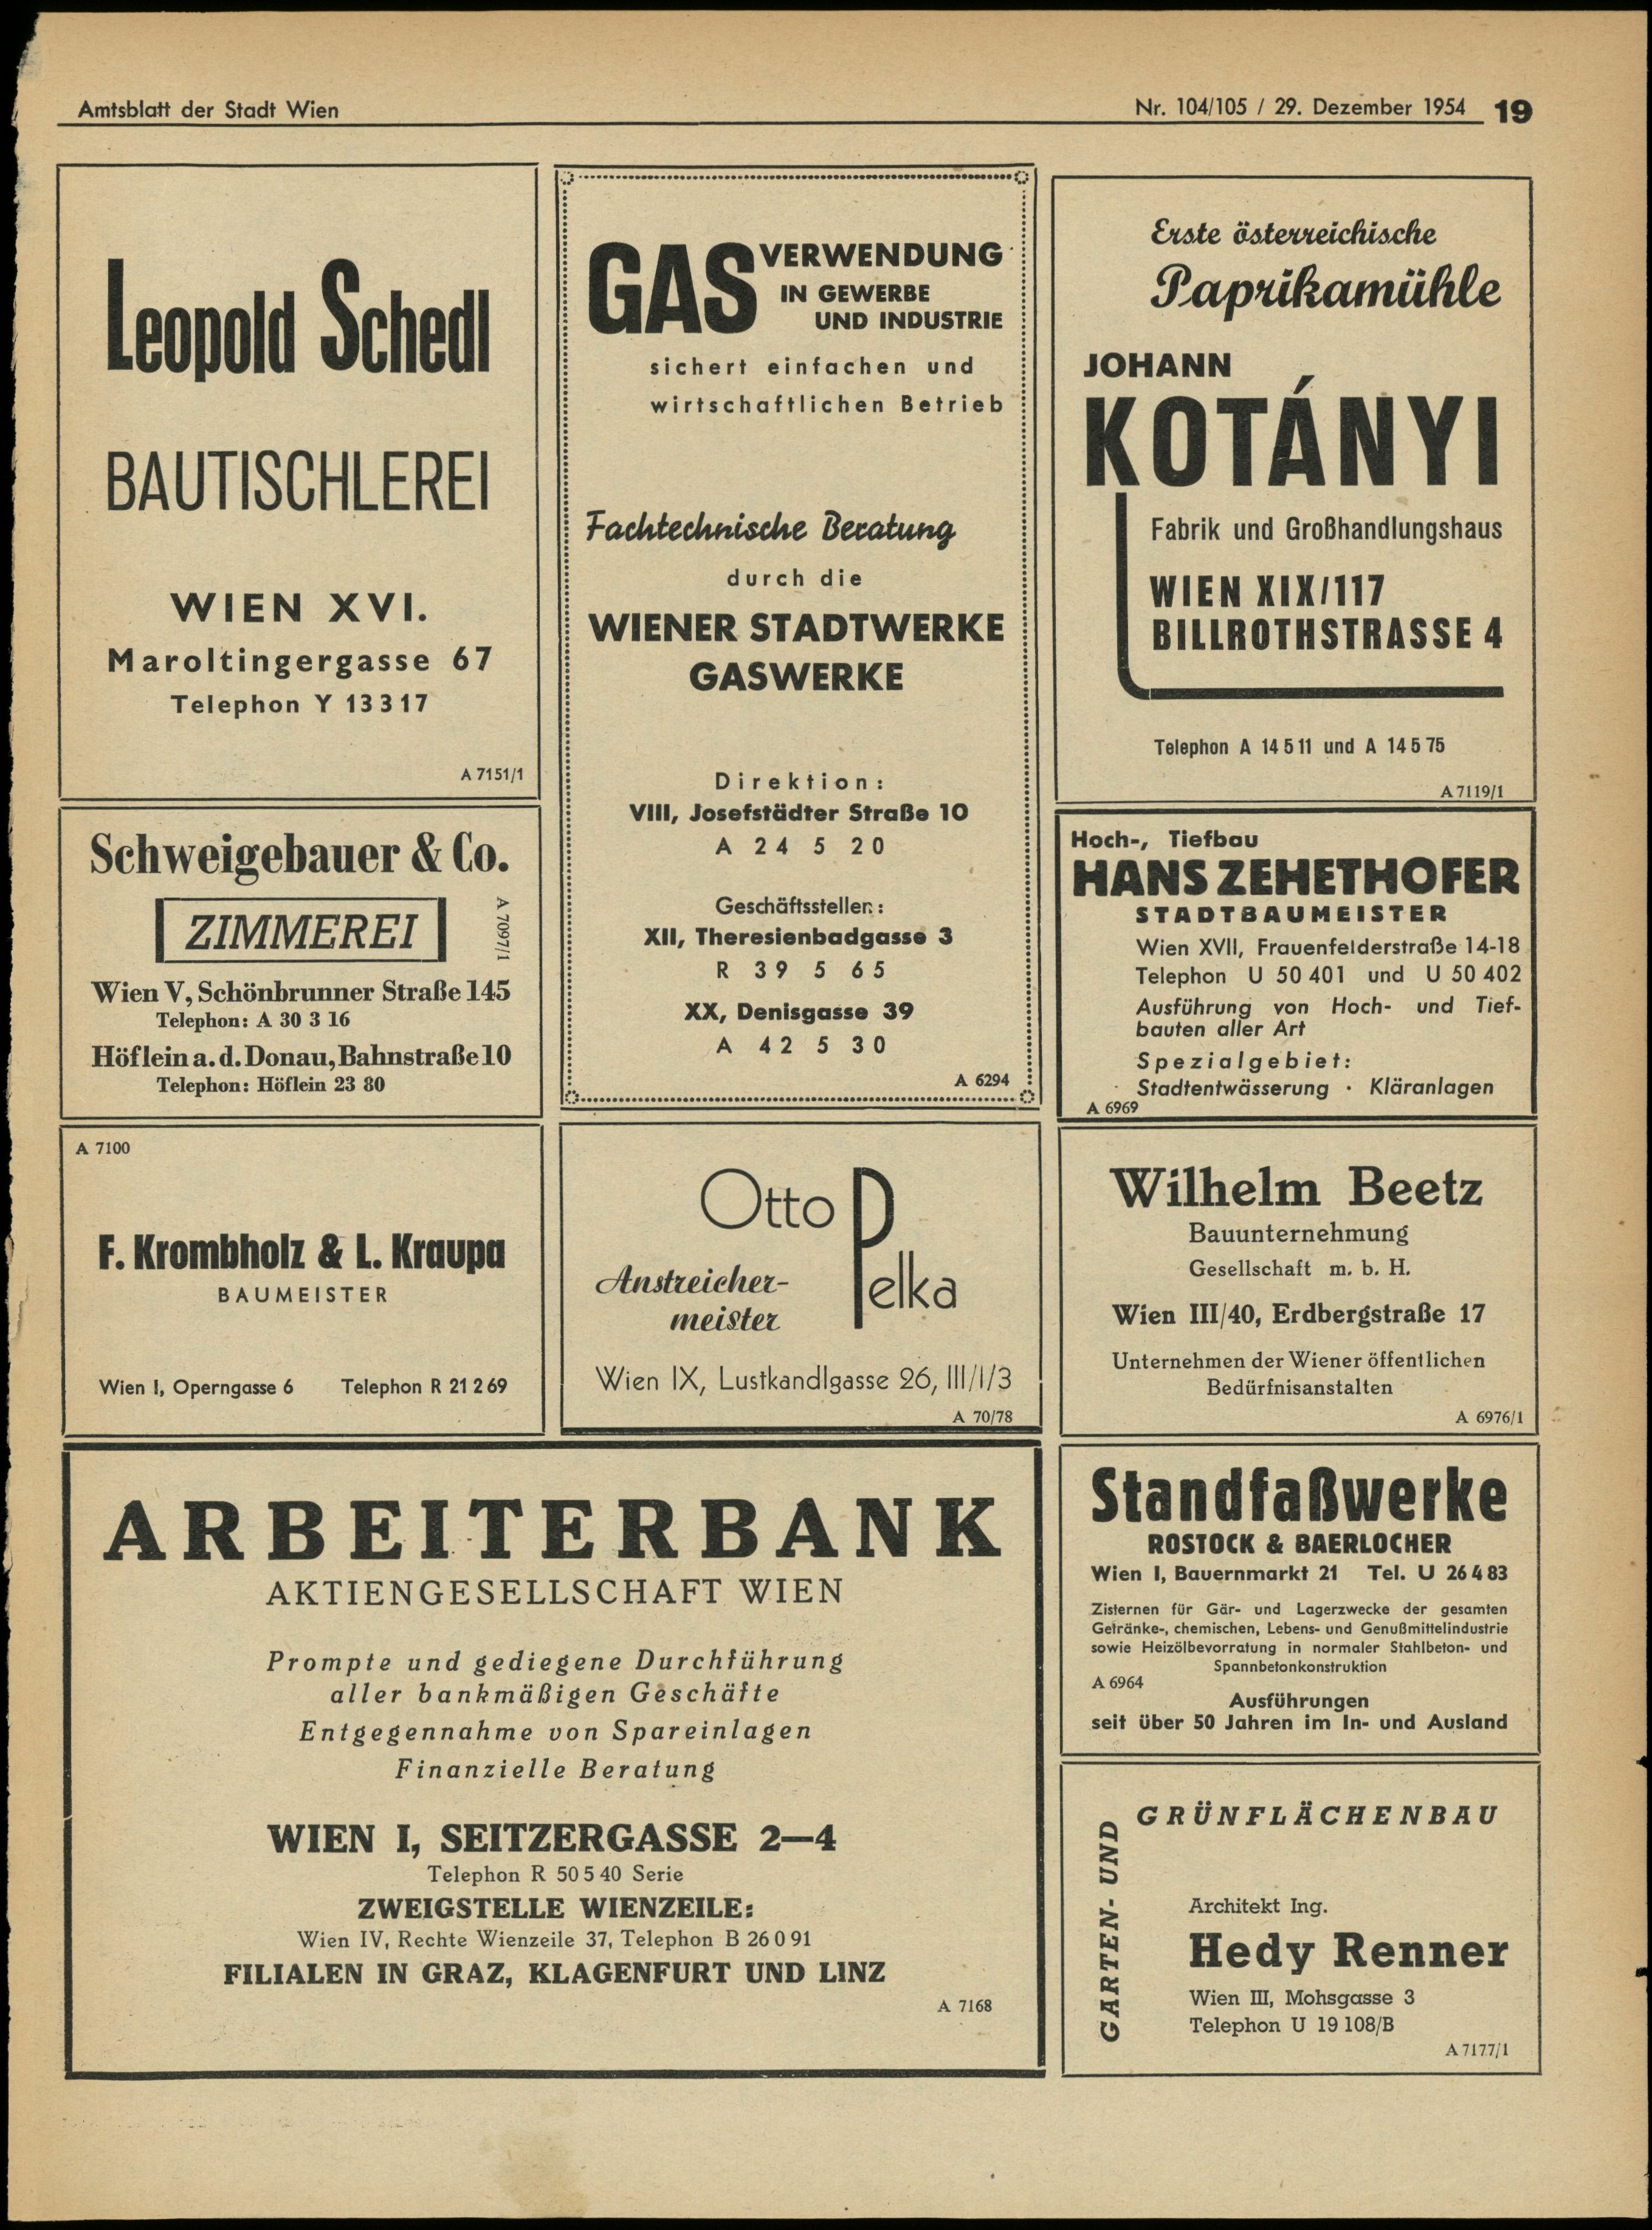 Amtsblatt der Stadt Wien
Nr. 104/105 / 29. Dezember 1954 19
Leopold Schedl
BAUTISCHLEREI
WIEN XVI.
Maroltingergasse 67
Telephon Y 13 3 17
A 7151/1
GAS VERWENDUNG
IN GEWERBE
UND INDUSTRIE
sichert einfachen und
wirtschaftlichen Betrieb
Fachtechnische Beratung
durch die
WIENER STADTWERKE
GASWERKE
Direktion:
VIII, Josefstädter Straße 10
A 24 5 20
Geschäftsstellen:
XII, Theresienbadgasse 3
R 39 5 65
XX, Denisgasse 39
A 42 5 30
A 6294
Erste österreichische
Paprikamühle
JOHANN
KOTÁNYI
Fabrik und Großhandlungshaus
WIEN XIX/117
BILLROTHSTRASSE 4
Telephon A 14 5 11 und A 14 5 75
A 7119/1
Schweigebauer & Co.
ZIMMEREI
A 7097/1
Wien V, Schönbrunner Straße 145
Telephon: A 30 3 16
Höflein a. d. Donau, Bahnstraße 10
Telephon: Höflein 23 80
Hoch-, Tiefbau
HANS ZEHETHOFER
STADTBAUMEISTER
Wien XVII, Frauenfelderstraße 14-18
Telephon U 50 401 und U 50 402
Ausführung von Hoch- und Tief-
bauten aller Art
Spezialgebiet:
Stadtentwässerung · Kläranlagen
A 6969
A 7100
F. Krombholz & L. Kraupa
BAUMEISTER
Wien I, Operngasse 6 Telephon R 21 2 69
Otto Pelka
Anstreicher-
meister
Wien IX, Lustkandlgasse 26, III/I/3
A 70/78
Wilhelm Beetz
Bauunternehmung
Gesellschaft m. b. H.
Wien III/40, Erdbergstraße 17
Unternehmen der Wiener öffentlichen
Bedürfnisanstalten
A 6976/1
ARBEITERBANK
AKTIENGESELLSCHAFT WIEN
Prompte und gediegene Durchführung
aller bankmäßigen Geschäfte
Entgegennahme von Spareinlagen
Finanzielle Beratung
WIEN I, SEITZERGASSE 2—4
Telephon R 50 5 40 Serie
ZWEIGSTELLE WIENZEILE:
Wien IV, Rechte Wienzeile 37, Telephon B 26 0 91
FILIALEN IN GRAZ, KLAGENFURT UND LINZ
A 7168
Standfaßwerke
ROSTOCK & BAERLOCHER
Wien I, Bauernmarkt 21 Tel. U 26 4 83
Zisternen für Gär- und Lagerzwecke der gesamten
Getränke-, chemischen, Lebens- und Genußmittelindustrie
sowie Heizölbevorratung in normaler Stahlbeton- und
Spannbetonkonstruktion
A 6964
Ausführungen
seit über 50 Jahren im In- und Ausland
GARTEN- UND
GRÜNFLÄCHENBAU
Architekt Ing.
Hedy Renner
Wien III, Mohsgasse 3
Telephon U 19 108/B
A 7177/1